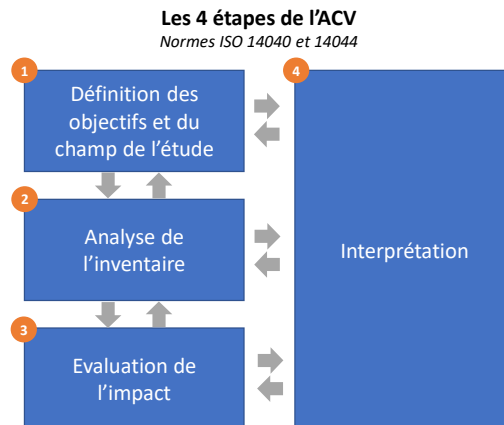 Les 4 étapes de l’ACV
Normes ISO 14040 et 14044
1
Définition des
objectifs et du
champ de l’étude
2
Analyse de
l’inventaire
3
Evaluation de
l’impact
4
Interprétation